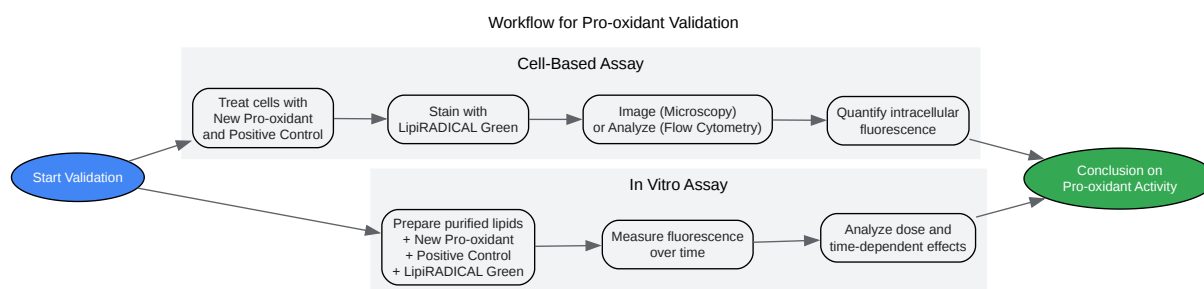 Workflow for Pro-oxidant Validation
Cell-Based Assay
Treat cells with
New Pro-oxidant
and Positive Control
Stain with
LipiRADICAL Green
Image (Microscopy)
or Analyze (Flow Cytometry)
Quantify intracellular
fluorescence
Start Validation
Conclusion on
Pro-oxidant Activity
In Vitro Assay
Prepare purified lipids
+ New Pro-oxidant
+ Positive Control
+ LipiRADICAL Green
Measure fluorescence
over time
Analyze dose and
time-dependent effects